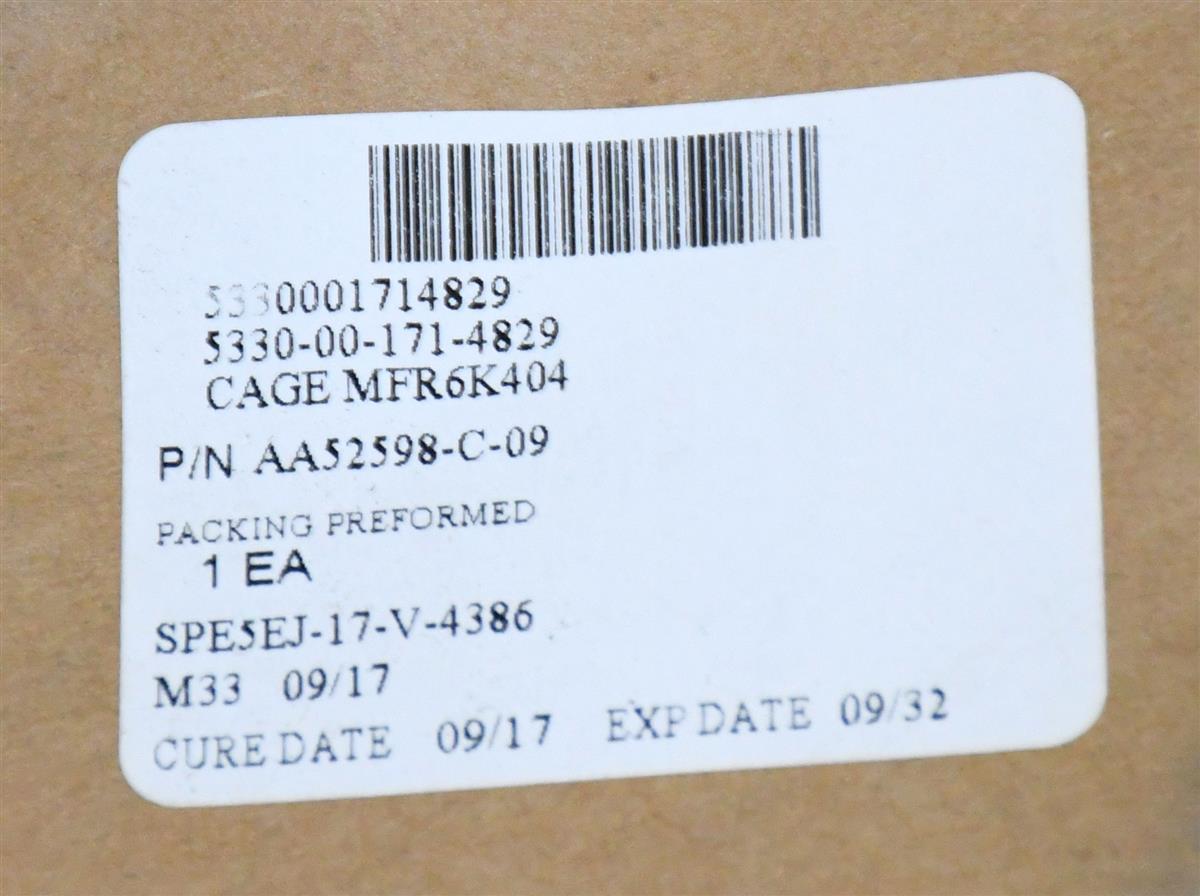 5330001714829
5330-00-171-4829
CAGE MFR6K404
P/N AA52598-C-09
PACKING PREFORMED
1 EA
SPE5EJ-17-V-4386
M33 09/17
CURE DATE 09/17 EXP DATE 09/32